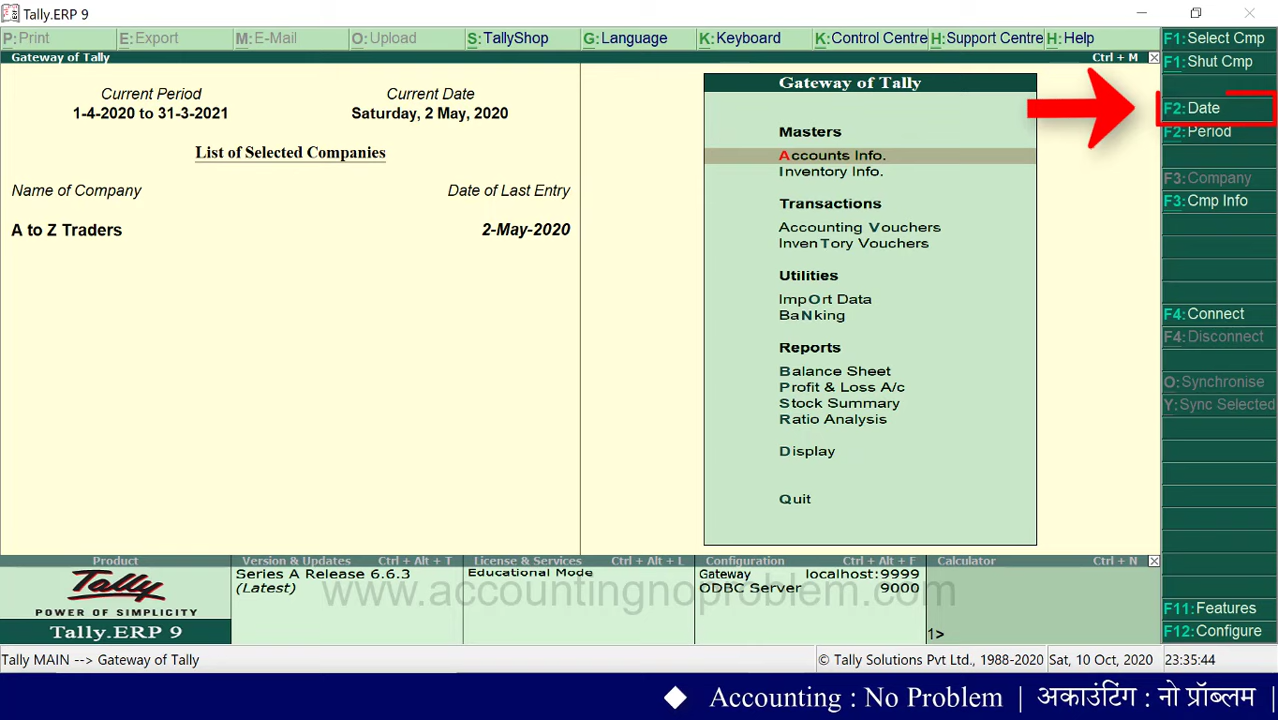 Tally.ERP 9
P: Print E: Export M: E-Mail O: Upload S: TallyShop G: Language K: Keyboard K: Control Centre H: Support Centre H: Help
Gateway of Tally Ctrl + M
Current Period Current Date
1-4-2020 to 31-3-2021 Saturday, 2 May, 2020
List of Selected Companies
Name of Company Date of Last Entry
A to Z Traders 2-May-2020
Gateway of Tally
Masters
Accounts Info.
Inventory Info.
Transactions
Accounting Vouchers
InvenTory Vouchers
Utilities
ImpOrt Data
BaNking
Reports
Balance Sheet
Profit & Loss A/c
Stock Summary
Ratio Analysis
Display
Quit
F1: Select Cmp
F1: Shut Cmp
F2: Date
F2: Period
F3: Company
F3: Cmp Info
F4: Connect
F4: Disconnect
O: Synchronise
Y: Sync Selected
F11: Features
F12: Configure
Product
Tally
POWER OF SIMPLICITY
Tally.ERP 9
Version & Updates Ctrl + Alt + T
Series A Release 6.6.3
(Latest)
License & Services Ctrl + Alt + L
Educational Mode
Configuration Ctrl + Alt + F
Gateway localhost:9999
ODBC Server 9000
Calculator Ctrl + N
1>
www.accountingnoproblem.com
Tally MAIN --> Gateway of Tally © Tally Solutions Pvt Ltd., 1988-2020 Sat, 10 Oct, 2020 23:35:44
◆ Accounting : No Problem | अकाउंटिंग : नो प्रॉब्लम |